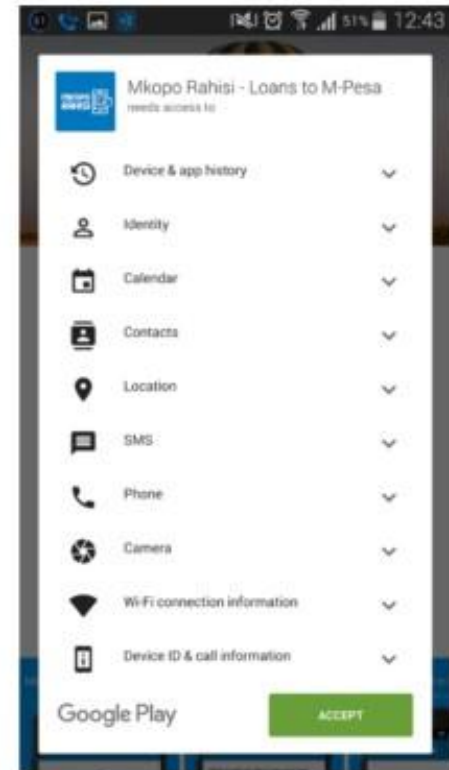 51% 12:43
Mkopo Rahisi - Loans to M-Pesa
needs access to
Device & app history
Identity
Calendar
Contacts
Location
SMS
Phone
Camera
Wi-Fi connection information
Device ID & call information
Google Play
ACCEPT